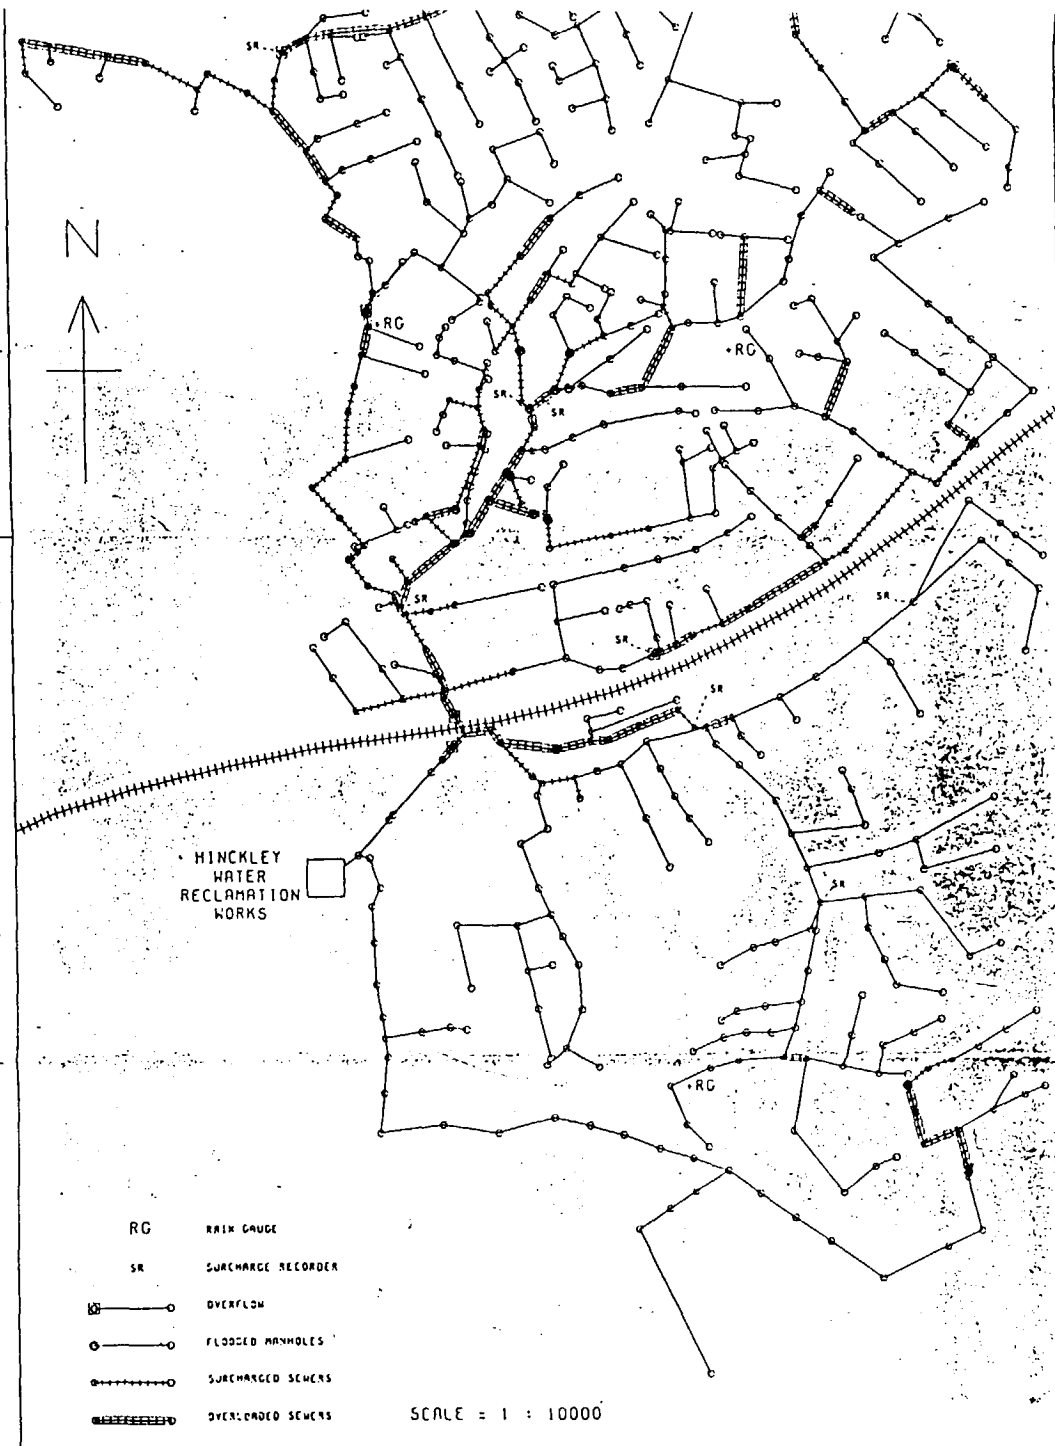 SR
N
RG
RG
SR
SR
SR
SR
SR
SR
HINCKLEY
WATER
RECLAMATION
WORKS
SR
RG
RG RAIN GAUGE
SR SURCHARGE RECORDER
OVERFLOW
FLOODED MANHOLES
SURCHARGED SEWERS
OVERLOADED SEWERS
SCALE = 1 : 10000